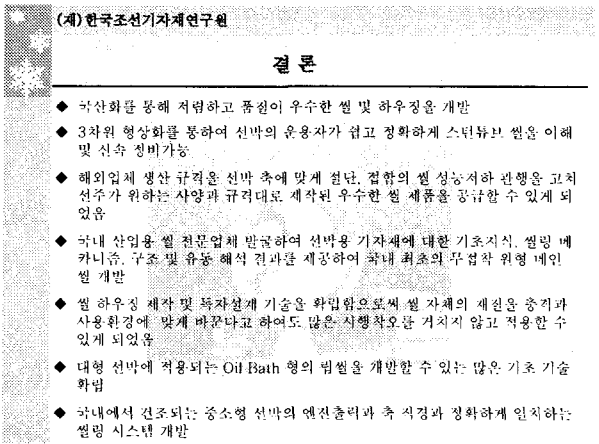 (재)한국조선기자재연구원
결 론
◆ 국산화를 통해 저렴하고 품질이 우수한 씰 및 하우징을 개발
◆ 3차원 형상화를 통하여 선박의 운용자가 쉽고 정확하게 스턴튜브 씰을 이해
및 신속 정비가능
◆ 해외업체 생산 규격을 선박 축에 맞게 절단, 접합의 씰 성능저하 관행을 고치
선주가 위하는 사양과 규격대로 제작된 우수한 씰 제품을 공급할 수 있게 되
었음
◆ 국내 산업용 씰 전문업체 발굴하여 선박용 기자재에 대한 기초지식, 씰링 메
카니즘, 구조 및 유동 해석 결과를 제공하여 국내 최초의 무접착 위형 메인
씰 개발
◆ 씰 하우징 제작 및 독자설계 기술을 확립함으로써 씰 자체의 재질을 충격과
사용환경에 맞게 바꾼다고 하여도 많은 시행착오를 거치지 않고 적용할 수
있게 되었음
◆ 대형 선박에 적용되는 Oil Bath 형의 립씰을 개발할 수 있는 많은 기초 기술
확립
◆ 국내에서 건조되는 중소형 선박의 엔진출력과 축 직경과 정확하게 일치하는
씰링 시스템 개발